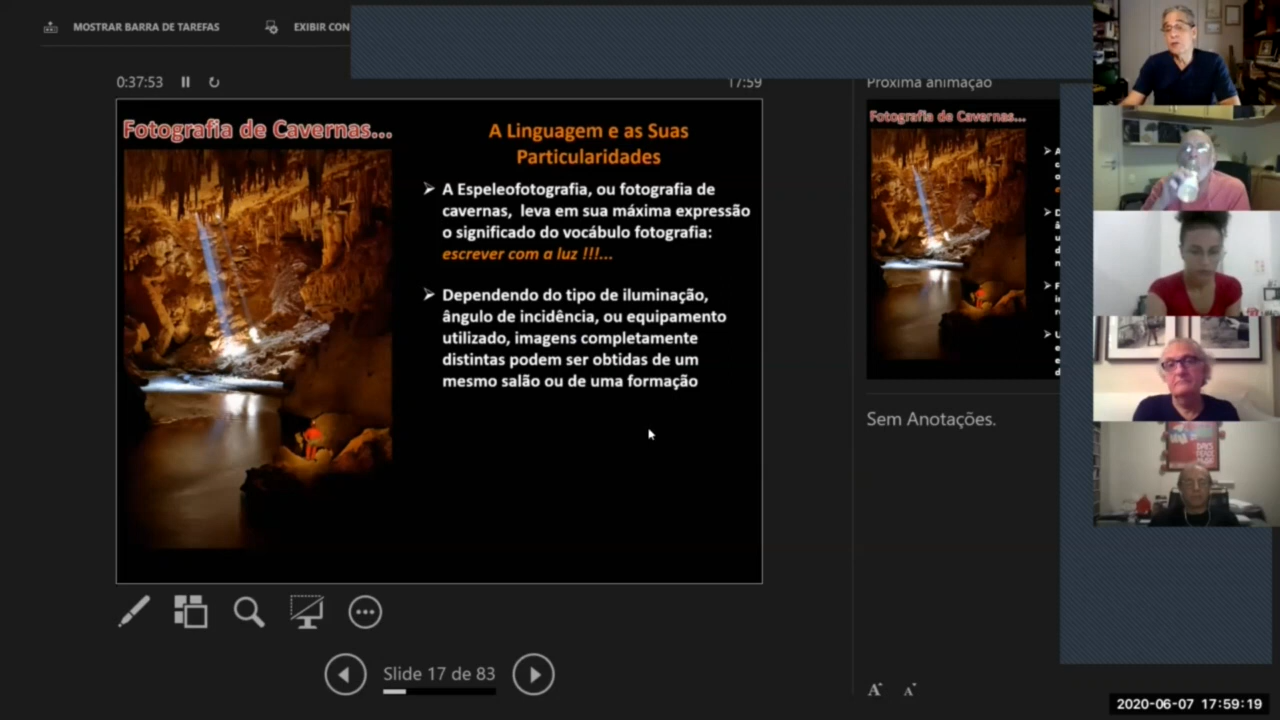 MOSTRAR BARRA DE TAREFAS
EXIBIR CON
0:37:53
17:59
Próxima animação
Fotografia de Cavernas...
A Linguagem e as Suas
Particularidades
➢ A Espeleofotografia, ou fotografia de
cavernas, leva em sua máxima expressão
o significado do vocábulo fotografia:
escrever com a luz !!!...
➢ Dependendo do tipo de iluminação,
ângulo de incidência, ou equipamento
utilizado, imagens completamente
distintas podem ser obtidas de um
mesmo salão ou de uma formação
Fotografia de Cavernas...
Sem Anotações.
Slide 17 de 83
A A
2020-06-07 17:59:19